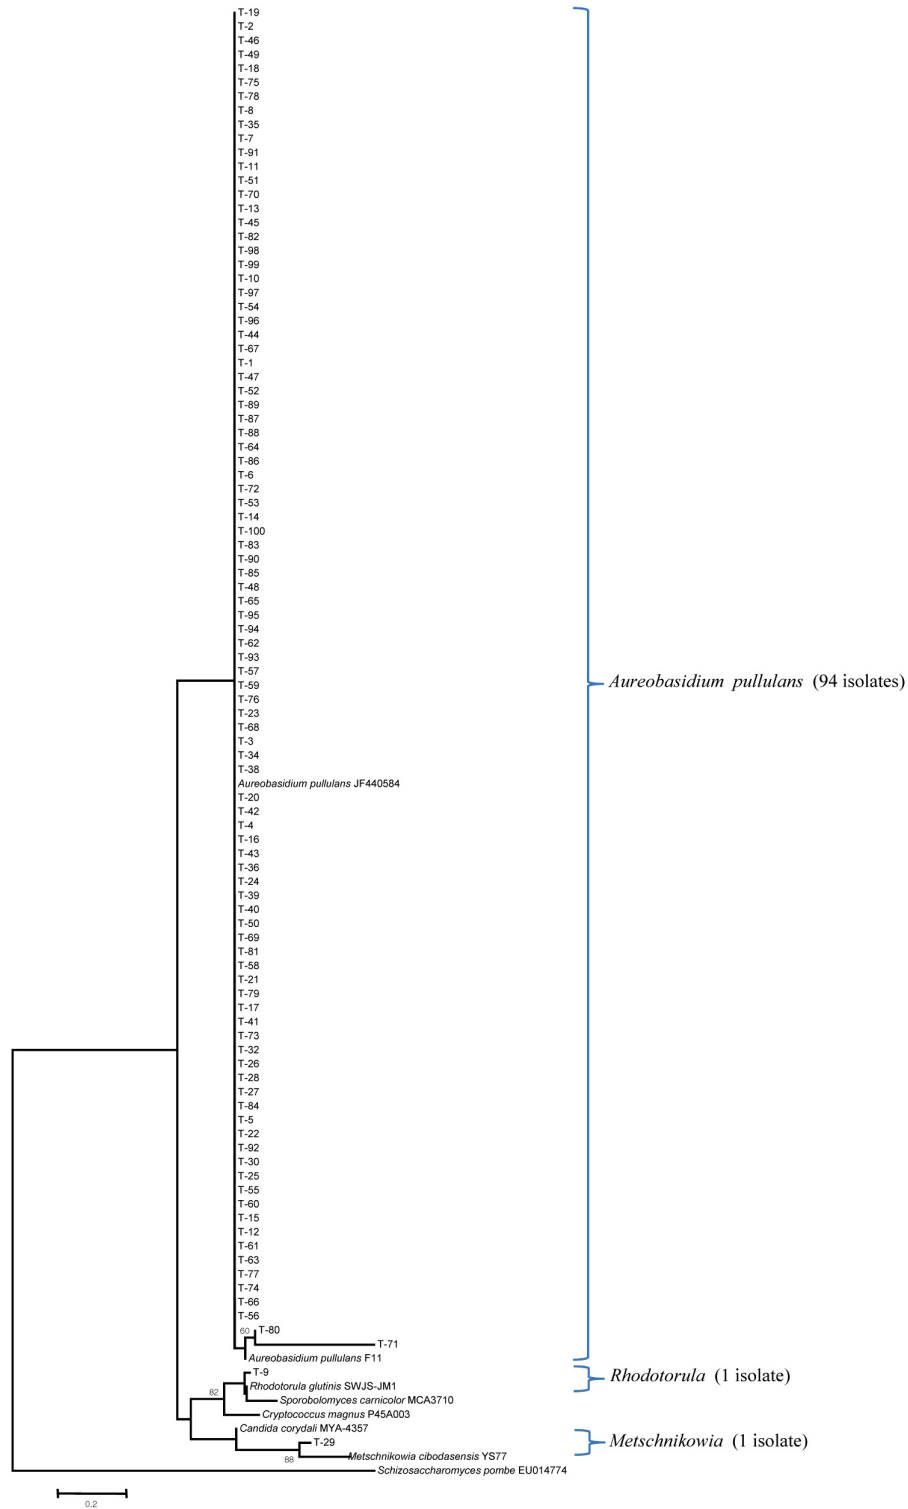 T-19
T-2
T-46
T-49
T-18
T-75
T-78
T-8
T-35
T-7
T-91
T-11
T-51
T-70
T-13
T-45
T-82
T-98
T-99
T-10
T-97
T-54
T-96
T-44
T-67
T-1
T-47
T-52
T-89
T-87
T-88
T-64
T-86
T-6
T-72
T-53
T-14
T-100
T-83
T-90
T-85
T-48
T-65
T-95
T-94
T-62
T-93
T-57
Aureobasidium pullulans (94 isolates)
T-59
T-76
T-23
T-68
T-3
T-34
T-38
Aureobasidium pullulans JF440584
T-20
T-42
T-4
T-16
T-43
T-36
T-24
T-39
T-40
T-50
T-69
T-81
T-58
T-21
T-79
T-17
T-41
T-73
T-32
T-26
T-28
T-27
T-84
T-5
T-22
T-92
T-30
T-25
T-55
T-60
T-15
T-12
T-61
T-63
T-77
T-74
T-66
T-56
60 T-80
T-71
Aureobasidium pullulans F11
T-9
Rhodotorula (1 isolate)
Rhodotorula glutinis SWJS-JM1
82
Sporobolomyces carnicolor MCA3710
Cryptococcus magnus P45A003
Candida corydali MYA-4357
T-29
Metschnikowia (1 isolate)
88 Metschnikowia cibodasensis YS77
Schizosaccharomyces pombe EU014774
0.2